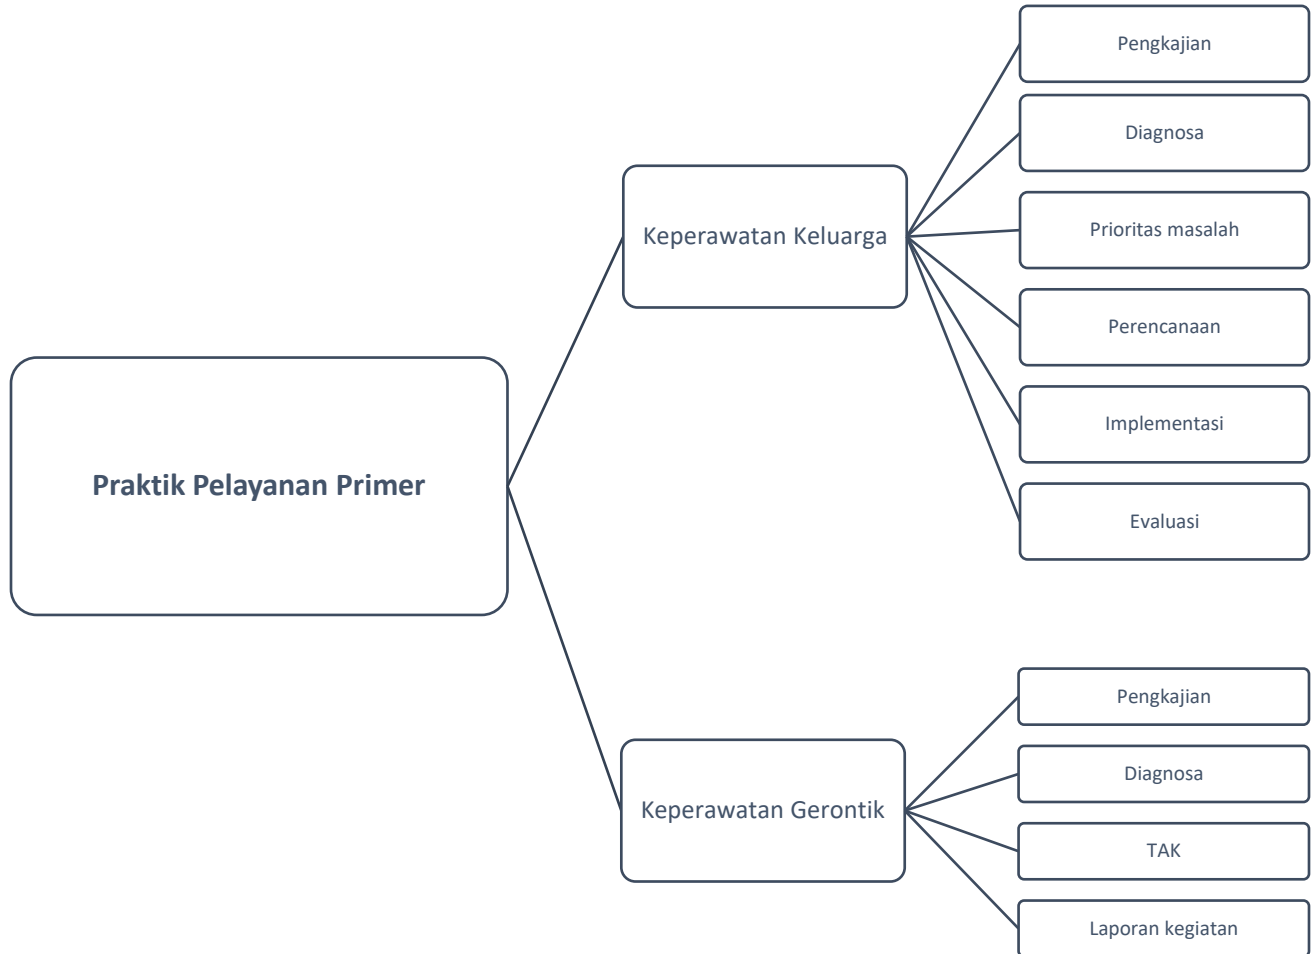 Praktik Pelayanan Primer
Keperawatan Keluarga
Pengkajian
Diagnosa
Prioritas masalah
Perencanaan
Implementasi
Evaluasi
Keperawatan Gerontik
Pengkajian
Diagnosa
TAK
Laporan kegiatan